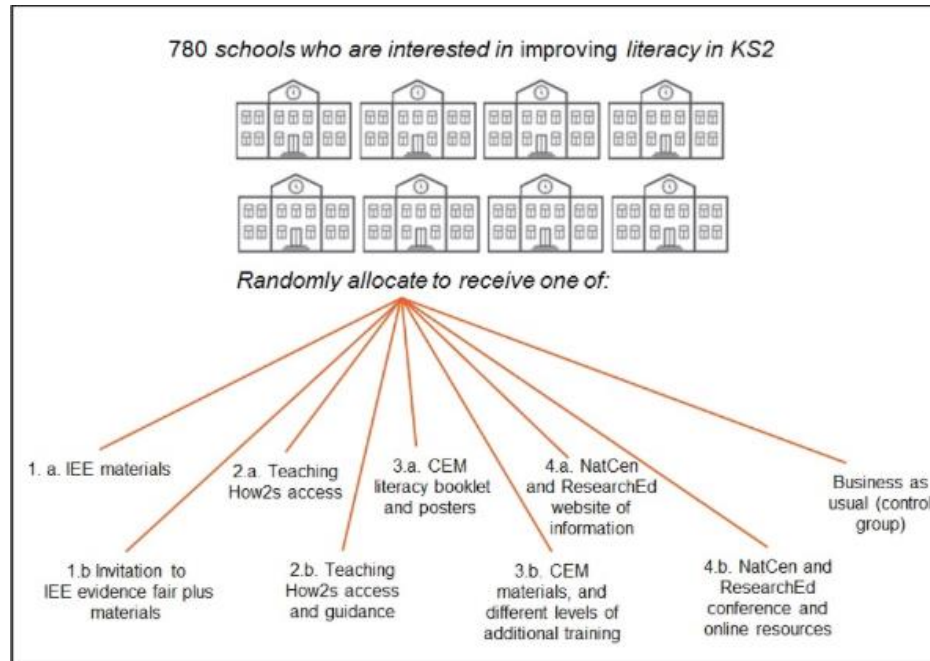 780 schools who are interested in improving literacy in KS2
Randomly allocate to receive one of:
1. a. IEE materials
2.a. Teaching
How2s access
3.a. CEM
literacy booklet
and posters
4.a. NatCen
and ResearchEd
website of
information
Business as
usual (control
group)
1.b Invitation to
IEE evidence fair plus
materials
2.b. Teaching
How2s access
and guidance
3.b. CEM
materials, and
different levels of
additional training
4.b. NatCen and
ResearchEd
conference and
online resources